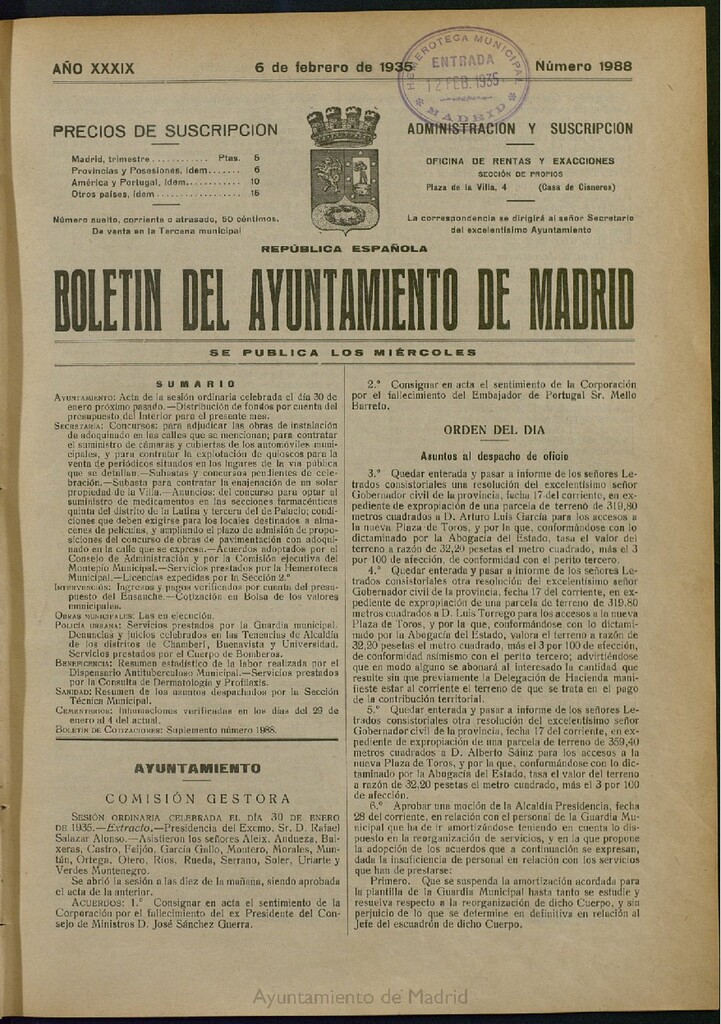 AÑO XXXIX
6 de febrero de 1935
Número 1988
HEMEROTECA MUNICIPAL
ENTRADA
12 FEB. 1935
* MADRID *
PRECIOS DE SUSCRIPCION
Madrid, trimestre ............ Ptas. 5
Provincias y Posesiones, ídem....... 6
América y Portugal, ídem............ 10
Otros países, ídem ................. 15
Número suelto, corriente o atrasado, 50 céntimos.
De venta en la Tercena municipal
ADMINISTRACION Y SUSCRIPCION
OFICINA DE RENTAS Y EXACCIONES
SECCIÓN DE PROPIOS
Plaza de la Villa, 4 (Casa de Cisneros)
La correspondencia se dirigirá al señor Secretario
del excelentísimo Ayuntamiento
REPÚBLICA ESPAÑOLA
BOLETIN DEL AYUNTAMIENTO DE MADRID
SE PUBLICA LOS MIÉRCOLES
SUMARIO
AYUNTAMIENTO: Acta de la sesión ordinaria celebrada el día 30 de
enero próximo pasado.—Distribución de fondos por cuenta del
presupuesto del Interior para el presente mes.
SECRETARÍA: Concursos: para adjudicar las obras de instalación
de adoquinado en las calles que se mencionan; para contratar
el suministro de cámaras y cubiertas de los automóviles muni-
cipales, y para contratar la explotación de quioscos para la
venta de periódicos situados en los lugares de la vía pública
que se detallan.—Subastas y concursos pendientes de cele-
bración.—Subasta para contratar la enajenación de un solar
propiedad de la Villa.—Anuncios: del concurso para optar al
suministro de medicamentos en las secciones farmacéuticas
quinta del distrito de la Latina y tercera del de Palacio; condi-
ciones que deben exigirse para los locales destinados a alma-
cenes de películas, y ampliando el plazo de admisión de propo-
siciones del concurso de obras de pavimentación con adoqui-
nado en la calle que se expresa.—Acuerdos adoptados por el
Consejo de Administración y por la Comisión ejecutiva del
Montepío Municipal.—Servicios prestados por la Hemeroteca
Municipal.—Licencias expedidas por la Sección 2.ª
INTERVENCIÓN: Ingresos y pagos verificados por cuenta del presu-
puesto del Ensanche.—Cotización en Bolsa de los valores
municipales.
OBRAS MUNICIPALES: Las en ejecución.
POLICÍA URBANA: Servicios prestados por la Guardia municipal.
Denuncias y juicios celebrados en las Tenencias de Alcaldía
de los distritos de Chamberí, Buenavista y Universidad.
Servicios prestados por el Cuerpo de Bomberos.
BENEFICENCIA: Resumen estadístico de la labor realizada por el
Dispensario Antituberculoso Municipal.—Servicios prestados
por la Consulta de Dermatología y Profilaxis.
SANIDAD: Resumen de los asuntos despachados por la Sección
Técnica Municipal.
CEMENTERIOS: Inhumaciones verificadas en los días del 29 de
enero al 4 del actual.
BOLETÍN DE COTIZACIONES: Suplemento número 1988.
AYUNTAMIENTO
COMISIÓN GESTORA
SESIÓN ORDINARIA CELEBRADA EL DÍA 30 DE ENERO
DE 1935.—Extracto.—Presidencia del Excmo. Sr. D. Rafael
Salazar Alonso.—Asistieron los señores Aleix, Andueza, Bai-
xeras, Castro, Feijóo, García Gallo, Montero, Morales, Mun-
tán, Ortega, Otero, Ríos, Rueda, Serrano, Soler, Uriarte y
Verdes Montenegro.
Se abrió la sesión a las diez de la mañana, siendo aprobada
el acta de la anterior.
ACUERDOS: 1.º Consignar en acta el sentimiento de la
Corporación por el fallecimiento del ex Presidente del Con-
sejo de Ministros D. José Sánchez Guerra.
2.º Consignar en acta el sentimiento de la Corporación
por el fallecimiento del Embajador de Portugal Sr. Mello
Barreto.
ORDEN DEL DIA
Asuntos al despacho de oficio
3.º Quedar enterada y pasar a informe de los señores Le-
trados consistoriales una resolución del excelentísimo señor
Gobernador civil de la provincia, fecha 17 del corriente, en ex-
pediente de expropiación de una parcela de terreno de 319,80
metros cuadrados a D. Arturo Luis García para los accesos a
la nueva Plaza de Toros, y por la que, conformándose con lo
dictaminado por la Abogacía del Estado, tasa el valor del
terreno a razón de 32,20 pesetas el metro cuadrado, más el 3
por 100 de afección, de conformidad con el perito tercero.
4.º Quedar enterada y pasar a informe de los señores Le-
trados consistoriales otra resolución del excelentísimo señor
Gobernador civil de la provincia, fecha 17 del corriente, en ex-
pediente de expropiación de una parcela de terreno de 319,80
metros cuadrados a D. Luis Torrego para los accesos a la nueva
Plaza de Toros, y por la que, conformándose con lo dictami-
nado por la Abogacía del Estado, valora el terreno a razón de
32,20 pesetas el metro cuadrado, más el 3 por 100 de afección,
de conformidad asimismo con el perito tercero; advirtiéndose
que en modo alguno se abonará al interesado la cantidad que
resulte sin que previamente la Delegación de Hacienda mani-
fieste estar al corriente el terreno de que se trata en el pago
de la contribución territorial.
5.º Quedar enterada y pasar a informe de los señores Le-
trados consistoriales otra resolución del excelentísimo señor
Gobernador civil de la provincia, fecha 17 del corriente, en ex-
pediente de expropiación de una parcela de terreno de 359,40
metros cuadrados a D. Alberto Sáinz para los accesos a la
nueva Plaza de Toros, y por la que, conformándose con lo dic-
taminado por la Abogacía del Estado, tasa el valor del terreno
a razón de 32,20 pesetas el metro cuadrado, más el 3 por 100
de afección.
6.º Aprobar una moción de la Alcaldía Presidencia, fecha
28 del corriente, en relación con el personal de la Guardia Mu-
nicipal que ha de ir amortizándose teniendo en cuenta lo dis-
puesto en la reorganización de servicios, y en la que propone
la adopción de los acuerdos que a continuación se expresan,
dada la insuficiencia de personal en relación con los servicios
que han de prestarse:
Primero. Que se suspenda la amortización acordada para
la plantilla de la Guardia Municipal hasta tanto se estudie y
resuelva respecto a la reorganización de dicho Cuerpo, y sin
perjuicio de lo que se determine en definitiva en relación al
Jefe del escuadrón de dicho Cuerpo.
Ayuntamiento de Madrid